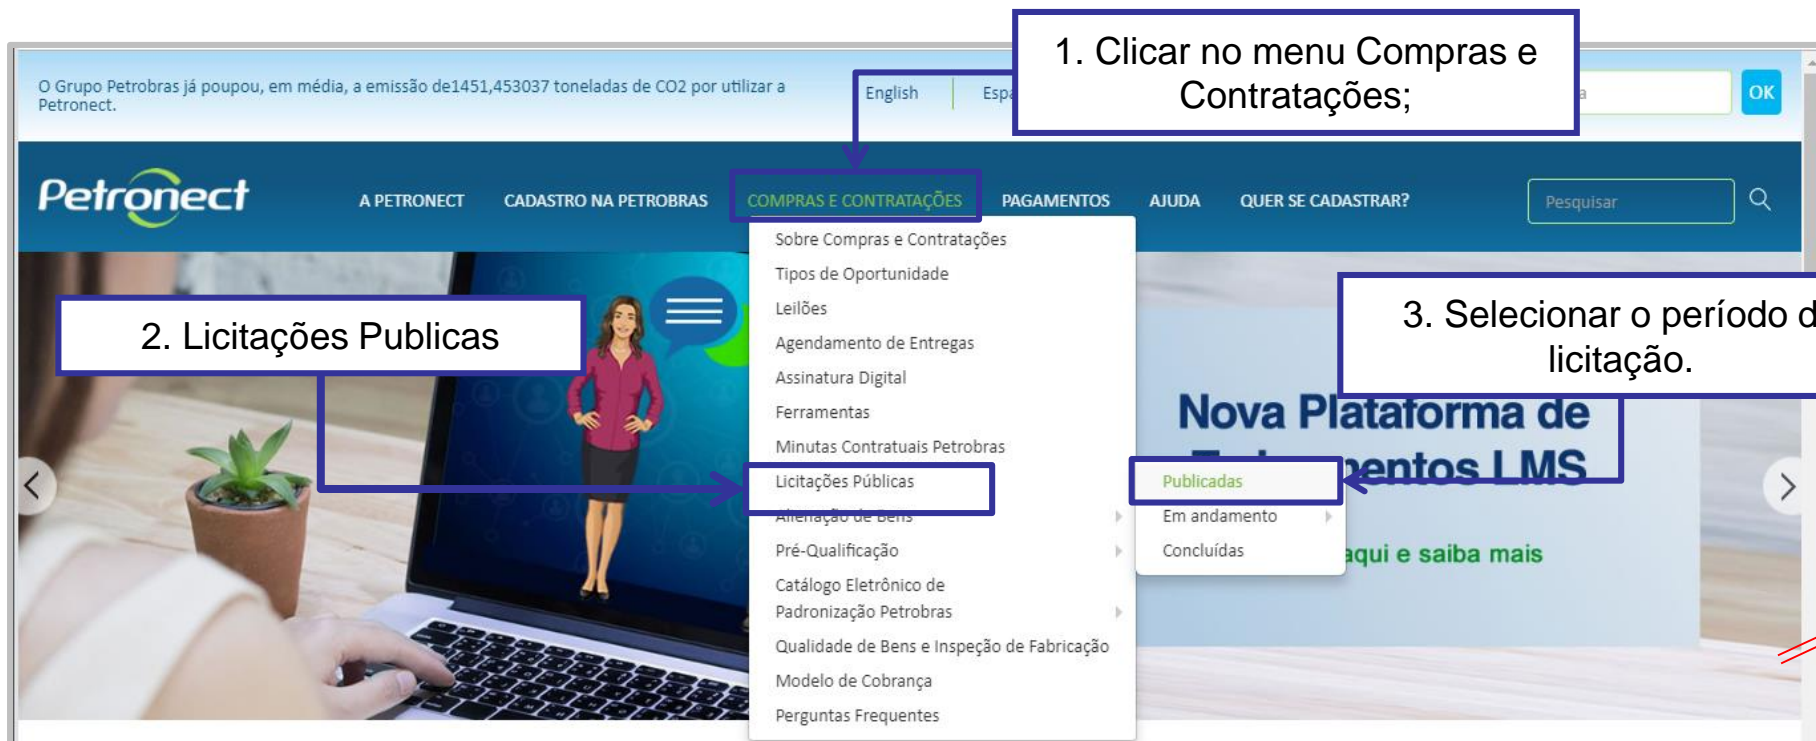 1. Clicar no menu Compras e
Contratações;
O Grupo Petrobras já poupou, em média, a emissão de1451,453037 toneladas de CO2 por utilizar a
Petronect.
English
OK
Petronect
A PETRONECT
CADASTRO NA PETROBRAS
COMPRAS E CONTRATAÇÕES
PAGAMENTOS
AJUDA
QUER SE CADASTRAR?
Pesquisar
2. Licitações Publicas
3. Selecionar o período d
licitação.
Sobre Compras e Contratações
Tipos de Oportunidade
Leilões
Agendamento de Entregas
Assinatura Digital
Ferramentas
Minutas Contratuais Petrobras
Licitações Públicas
Alienação de Bens
Pré-Qualificação
Catálogo Eletrônico de
Padronização Petrobras
Qualidade de Bens e Inspeção de Fabricação
Modelo de Cobrança
Perguntas Frequentes
Publicadas
Em andamento
Concluídas
Nova Plataforma de
LMS
aqui e saiba mais